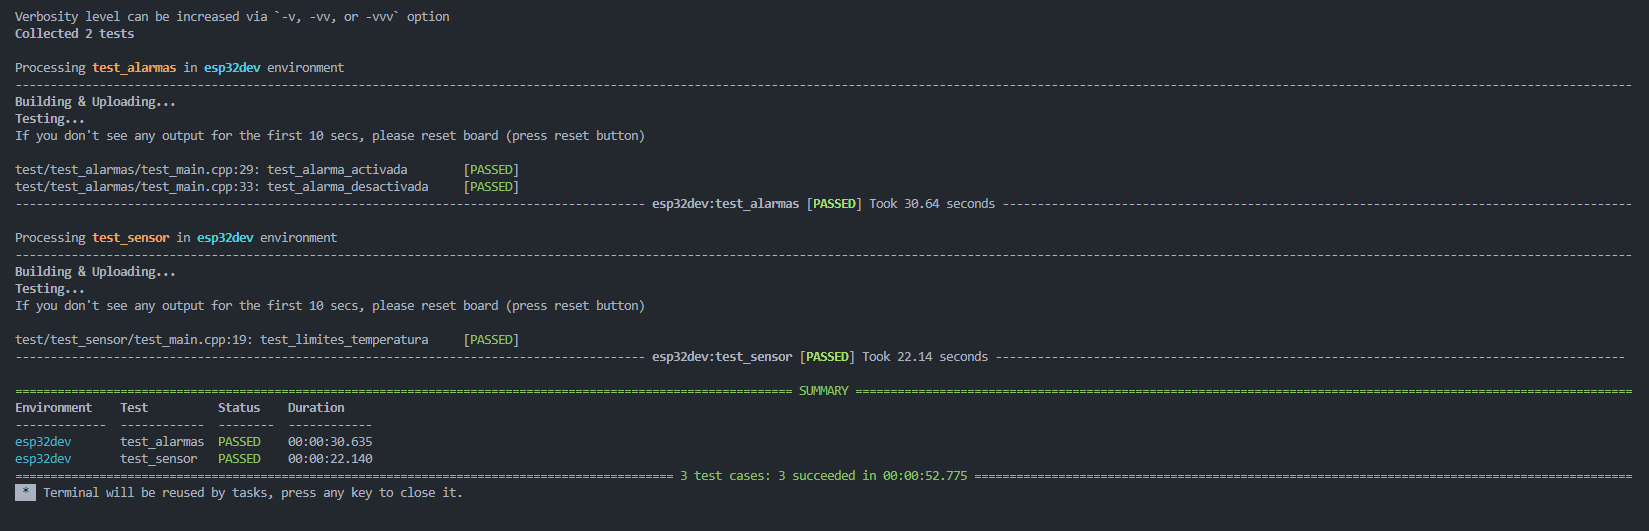 Verbosity level can be increased via `-v, -vv, or -vvv` option
Collected 2 tests
Processing test_alarmas in esp32dev environment
Building & Uploading...
Testing...
If you don't see any output for the first 10 secs, please reset board (press reset button)
test/test_alarmas/test_main.cpp:29: test_alarma_activada [PASSED]
test/test_alarmas/test_main.cpp:33: test_alarma_desactivada [PASSED]
esp32dev:test_alarmas [PASSED] Took 30.64 seconds
Processing test_sensor in esp32dev environment
Building & Uploading...
Testing...
If you don't see any output for the first 10 secs, please reset board (press reset button)
test/test_sensor/test_main.cpp:19: test_limites_temperatura [PASSED]
esp32dev:test_sensor [PASSED] Took 22.14 seconds
SUMMARY
Environment Test Status Duration
esp32dev test_alarmas PASSED 00:00:30.635
esp32dev test_sensor PASSED 00:00:22.140
3 test cases: 3 succeeded in 00:00:52.775
* Terminal will be reused by tasks, press any key to close it.